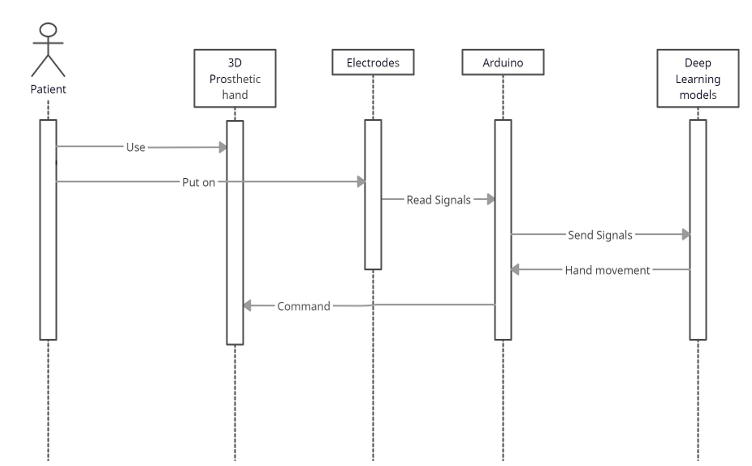 Patient
3D
Prosthetic
hand
Electrodes
Arduino
Deep
Learning
models
Use
Put on
Read Signals
Send Signals
Hand movement
Command